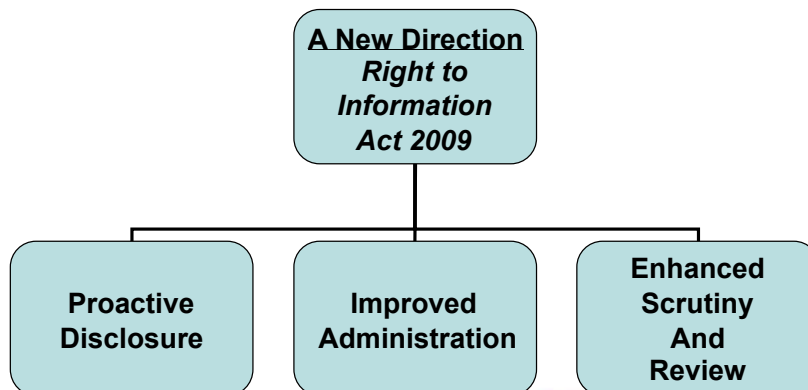 A New Direction
Right to
Information
Act 2009
Proactive
Disclosure
Improved
Administration
Enhanced
Scrutiny
And
Review